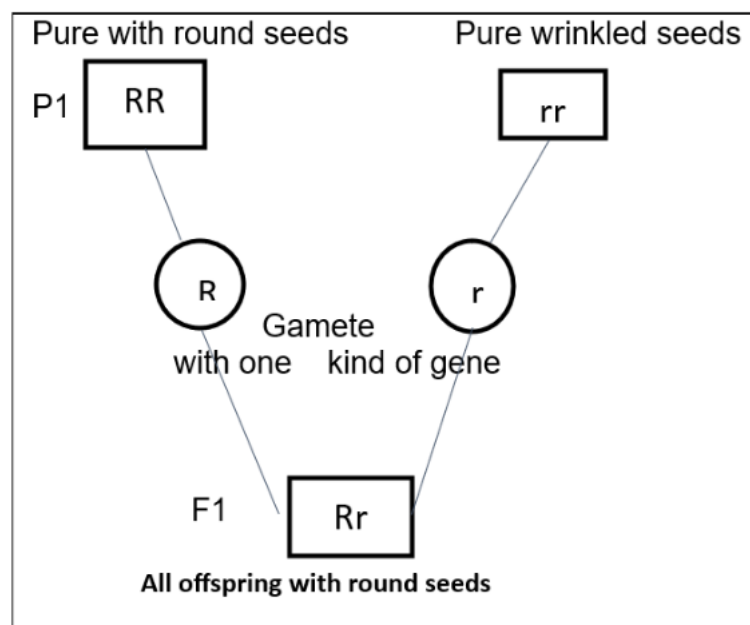 Pure with round seeds
Pure wrinkled seeds
P1
RR
rr
R
r
Gamete
with one kind of gene
F1
Rr
All offspring with round seeds